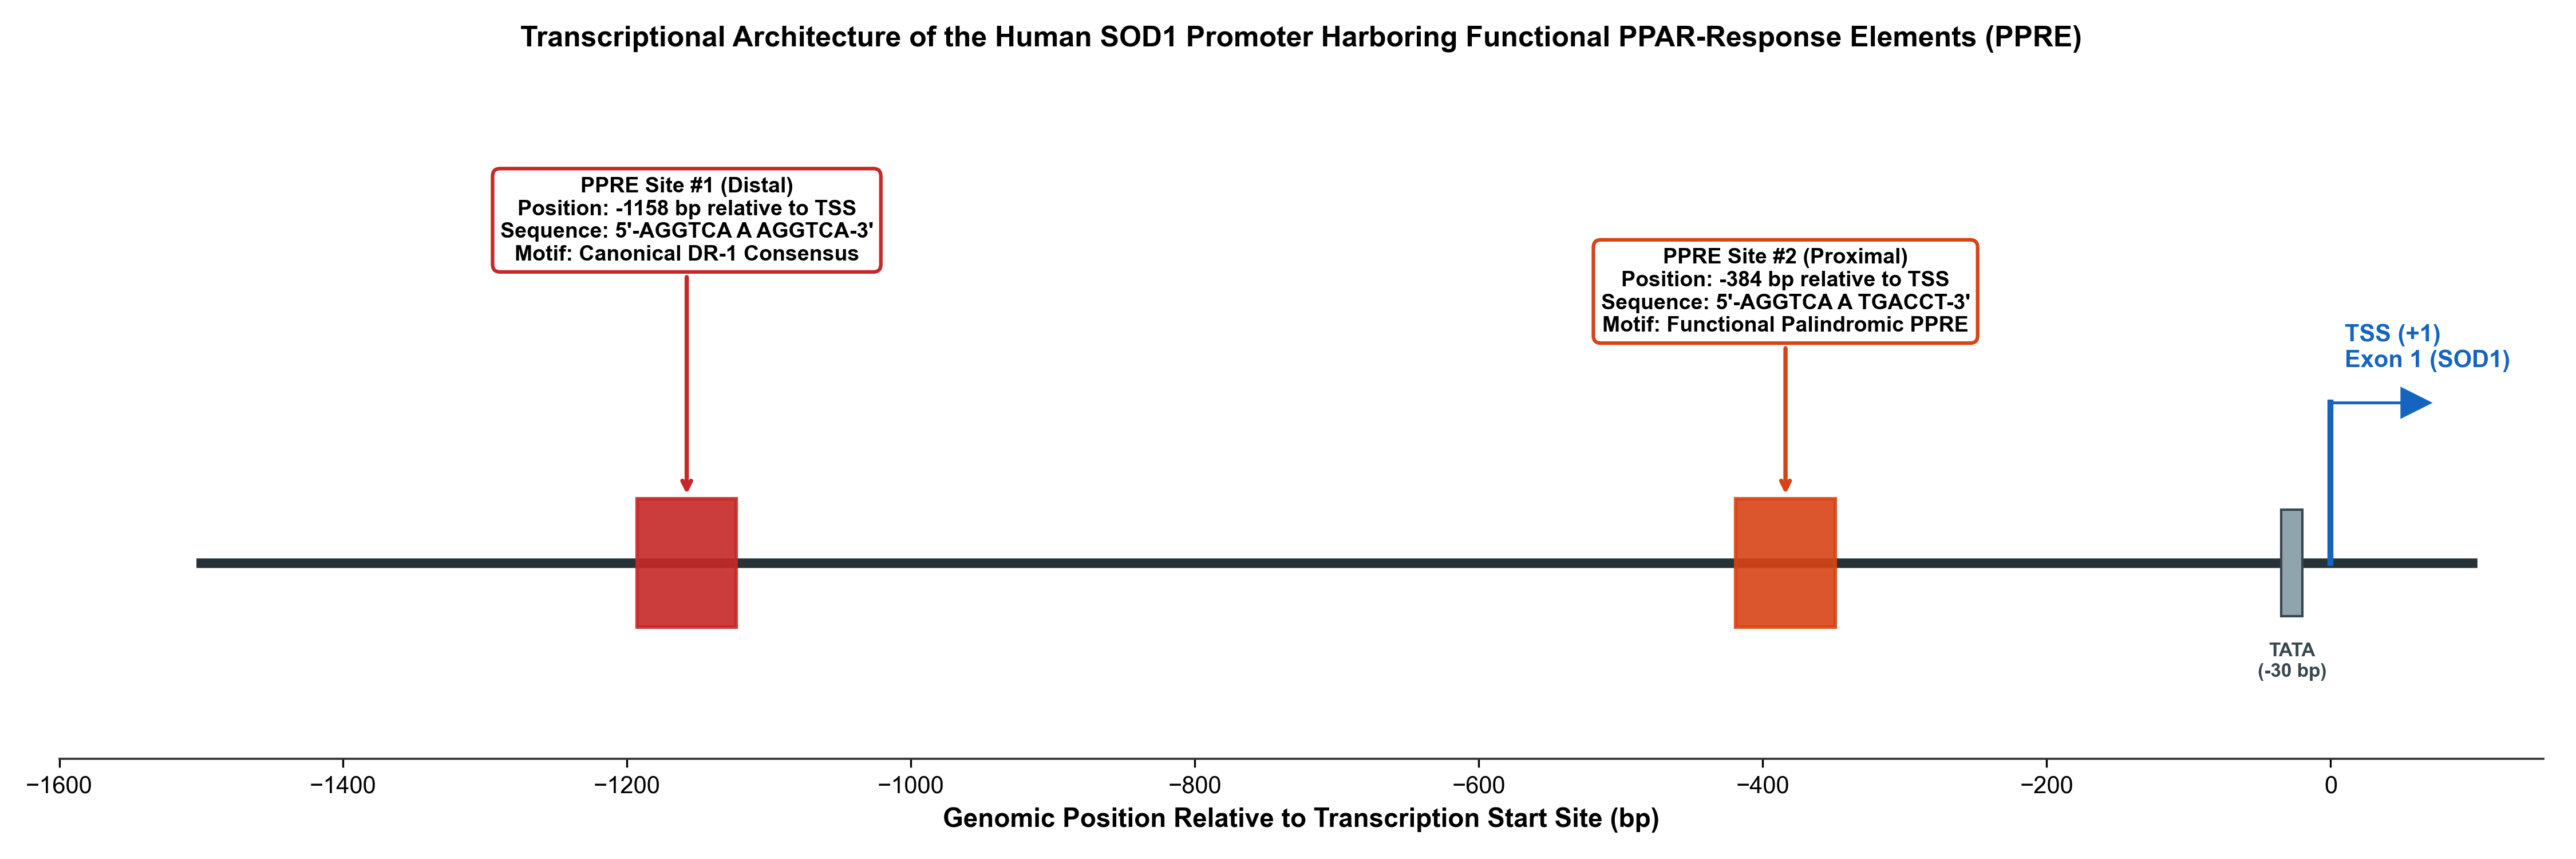 Transcriptional Architecture of the Human SOD1 Promoter Harboring Functional PPAR-Response Elements (PPRE)
PPRE Site #1 (Distal)
Position: -1158 bp relative to TSS
Sequence: 5'-AGGTCA A AGGTCA-3'
Motif: Canonical DR-1 Consensus
PPRE Site #2 (Proximal)
Position: -384 bp relative to TSS
Sequence: 5'-AGGTCA A TGACCT-3'
Motif: Functional Palindromic PPRE
TSS (+1)
Exon 1 (SOD1)
TATA
(-30 bp)
−1600 −1400 −1200 −1000 −800 −600 −400 −200 0
Genomic Position Relative to Transcription Start Site (bp)